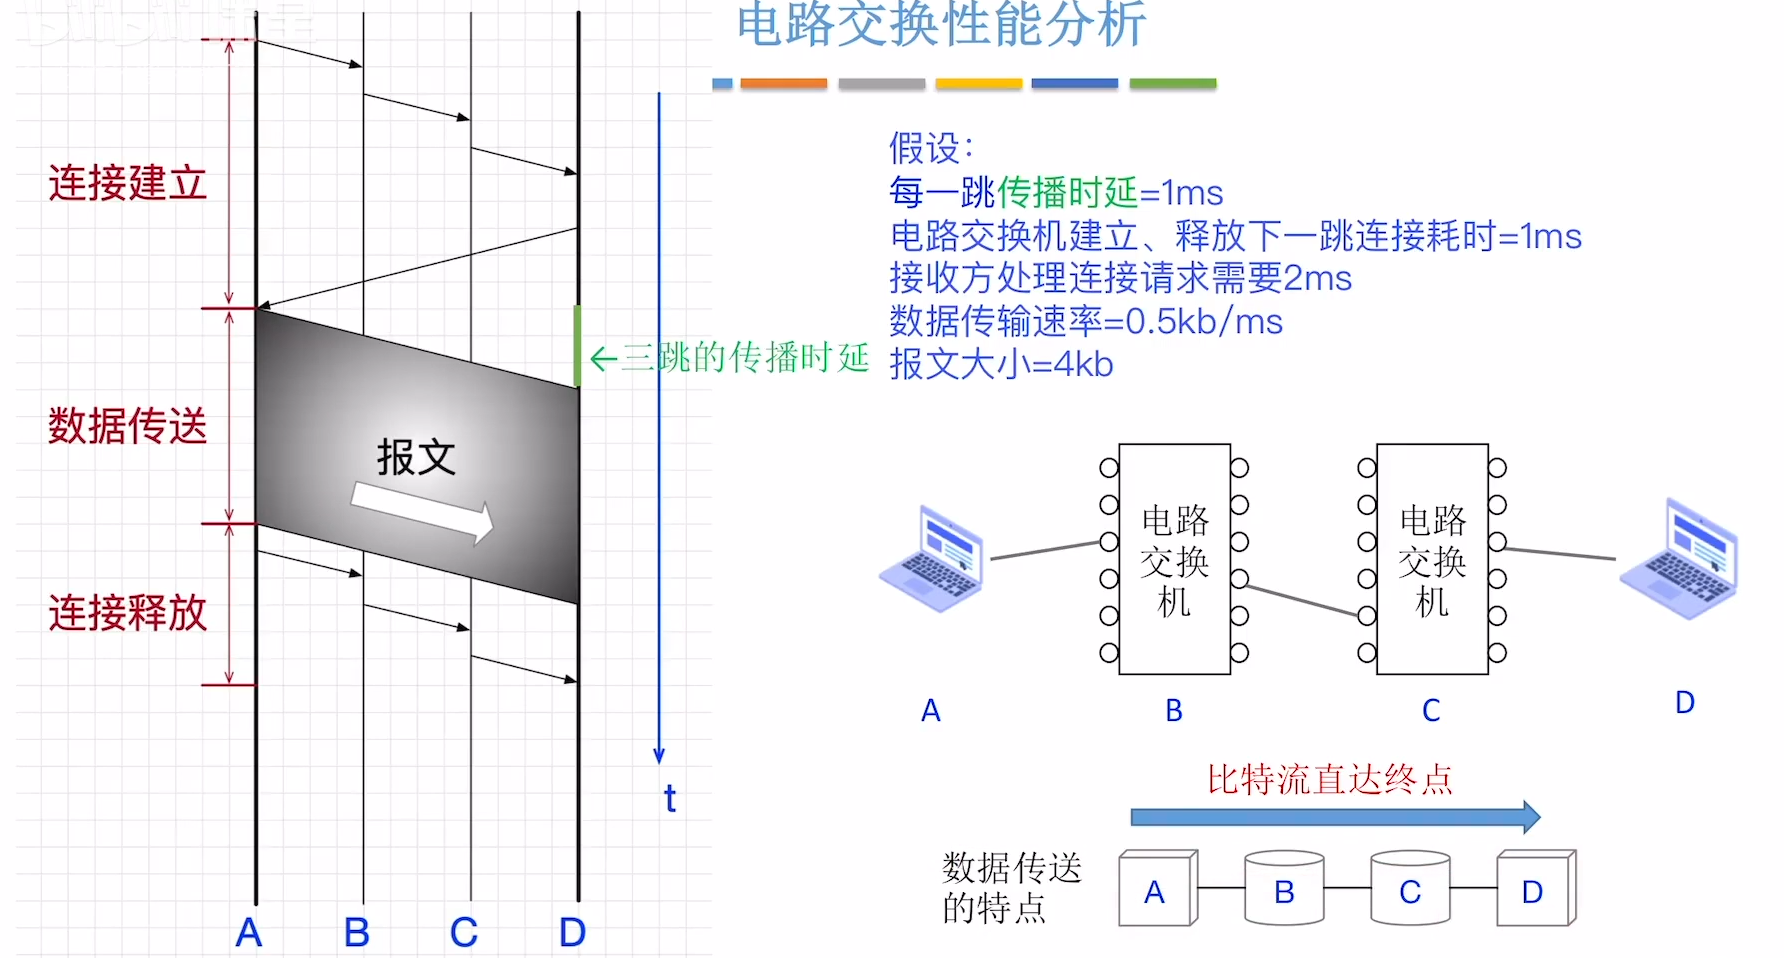 电路交换性能分析
假设：
每一跳传播时延=1ms
电路交换机建立、释放下一跳连接耗时=1ms
接收方处理连接请求需要2ms
数据传输速率=0.5kb/ms
报文大小=4kb
连接建立
←三跳的传播时延
数据传送
报文
连接释放
t
A
B
C
D
电路
交换
机
电路
交换
机
A
B
C
D
比特流直达终点
数据传送
的特点
A
B
C
D